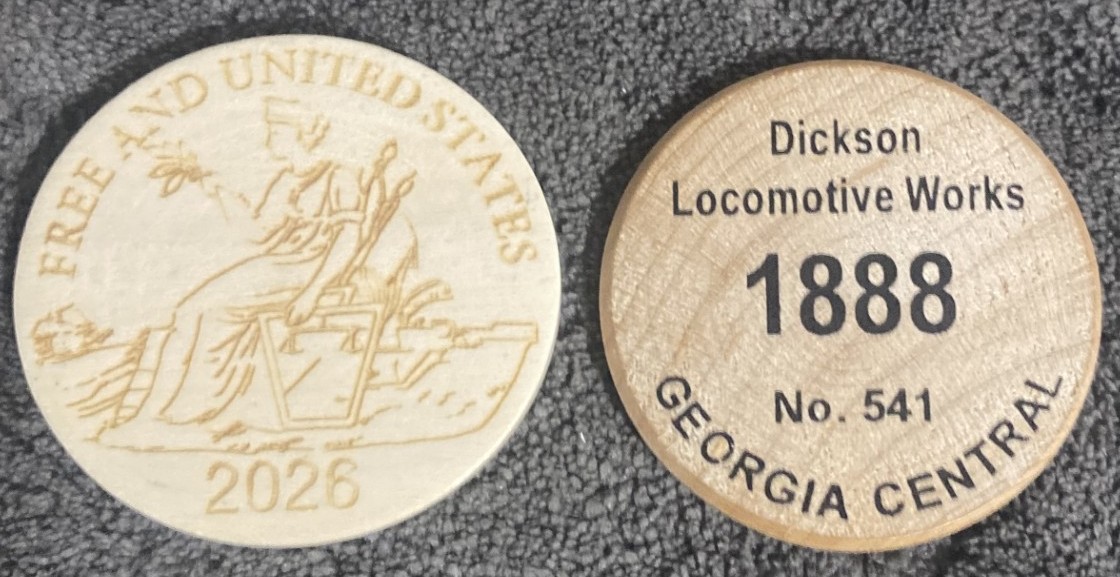 FREE AND UNITED STATES
2026
Dickson
Locomotive Works
1888
No. 541
GEORGIA CENTRAL